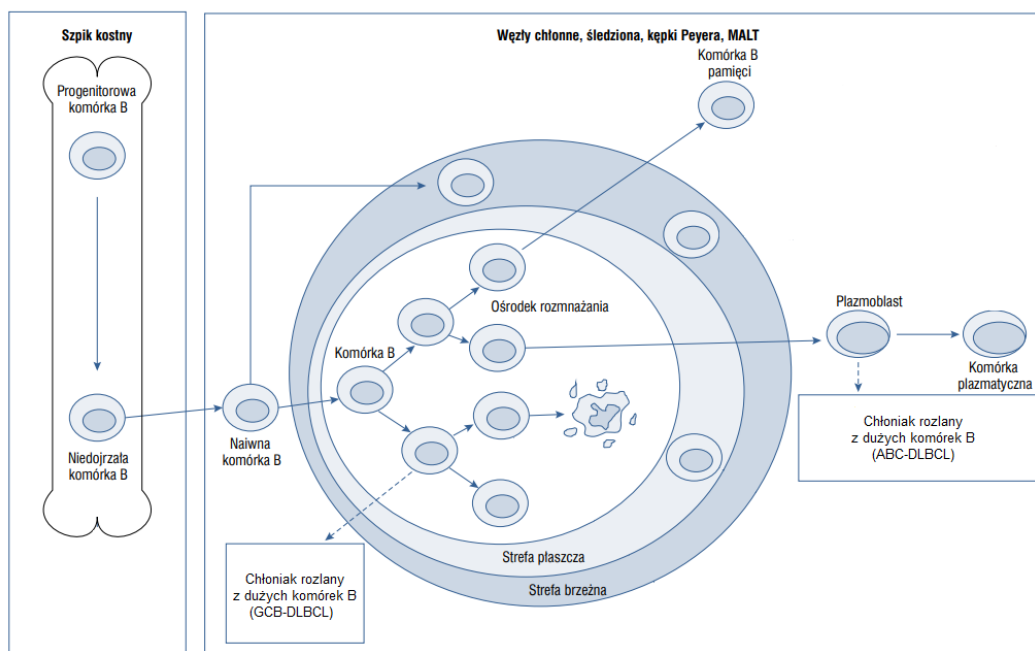 Szpik kostny
Progenitorowa
komórka B
Niedojrzała
komórka B
Węzły chłonne, śledziona, kępki Peyera, MALT
Komórka B
pamięci
Ośrodek rozmnażania
Komórka B
Naiwna
komórka B
Plazmoblast
Komórka
plazmatyczna
Chłoniak rozlany
z dużych komórek B
(ABC-DLBCL)
Strefa płaszcza
Strefa brzeżna
Chłoniak rozlany
z dużych komórek B
(GCB-DLBCL)